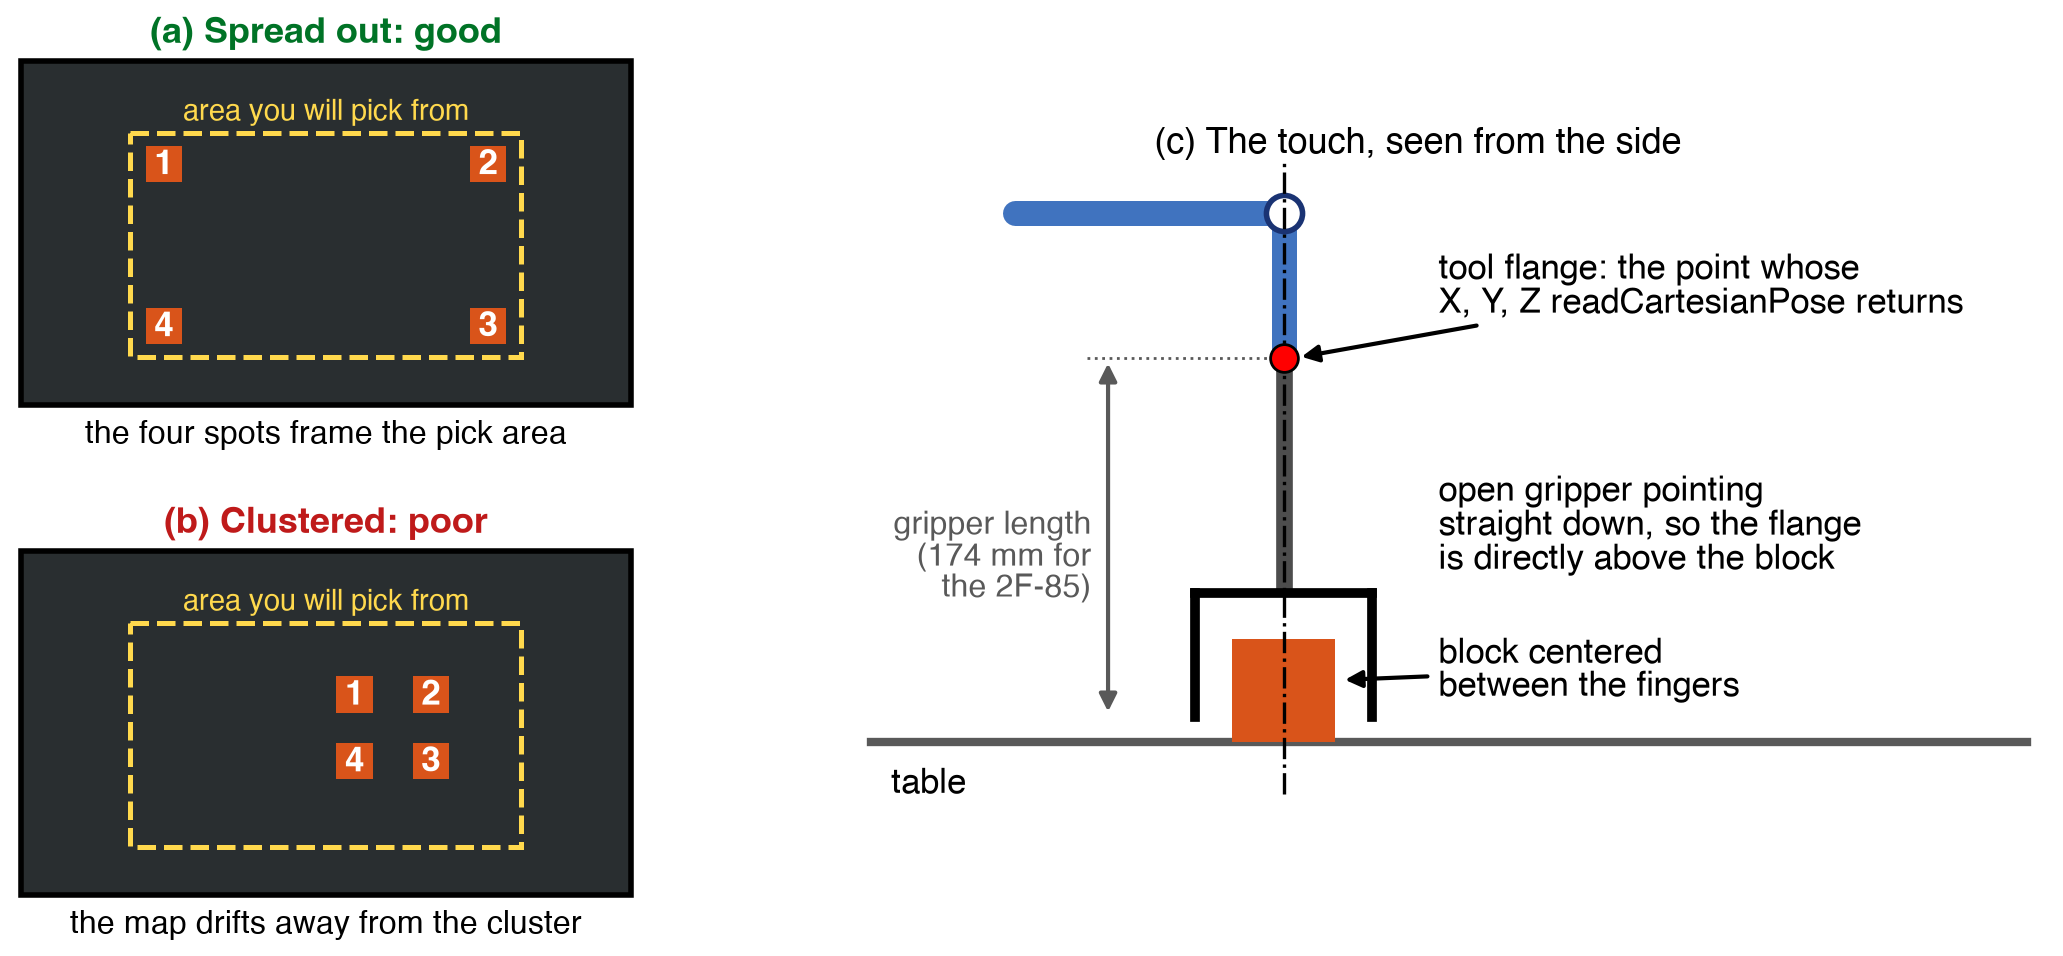 (a) Spread out: good
area you will pick from
1
2
4
3
the four spots frame the pick area
(b) Clustered: poor
area you will pick from
1
2
4
3
the map drifts away from the cluster
(c) The touch, seen from the side
tool flange: the point whose
X, Y, Z readCartesianPose returns
gripper length
(174 mm for
the 2F-85)
open gripper pointing
straight down, so the flange
is directly above the block
block centered
between the fingers
table